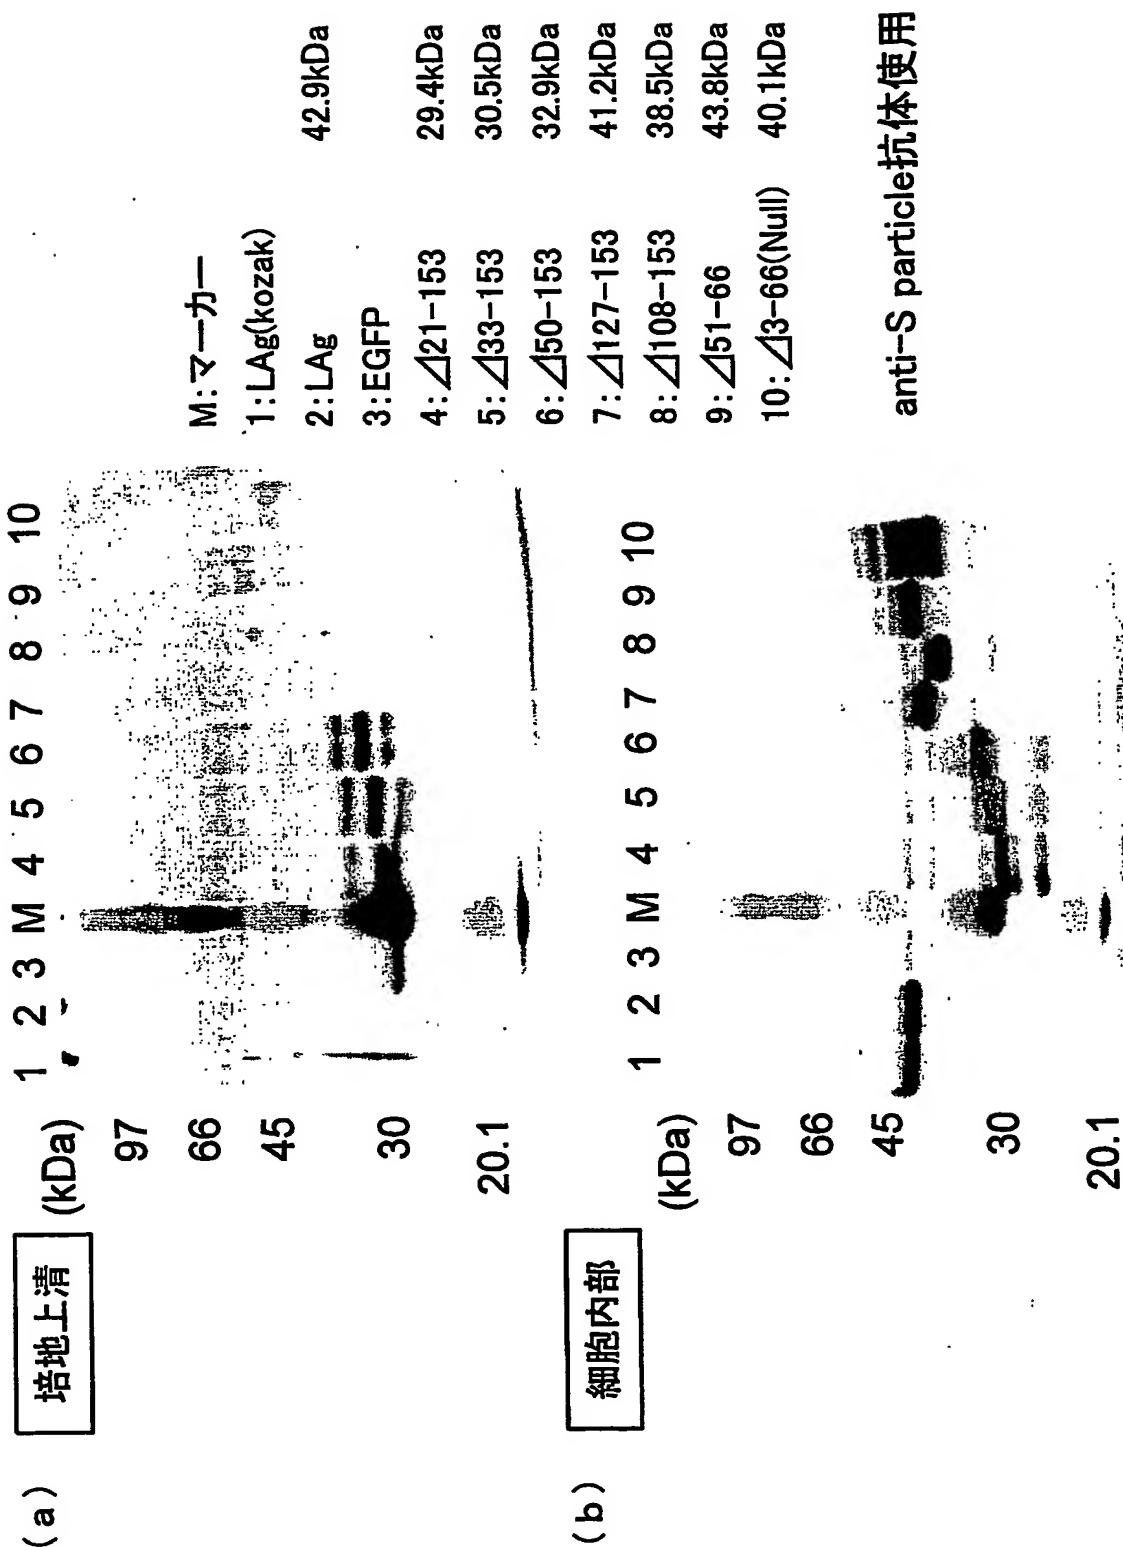 (a)
培地上清
1 2 3 M 4 5 6 7 8 9 10
(kDa)
97
66
45
30
20.1
(b)
細胞内部
1 2 3 M 4 5 6 7 8 9 10
(kDa)
97
66
45
30
20.1
M:マーカー
1:LAg(kozak)
2:LAg 42.9kDa
3:EGFP
4:⊿21-153 29.4kDa
5:⊿33-153 30.5kDa
6:⊿50-153 32.9kDa
7:⊿127-153 41.2kDa
8:⊿108-153 38.5kDa
9:⊿51-66 43.8kDa
10:⊿3-66(Null) 40.1kDa
anti-S particle抗体使用